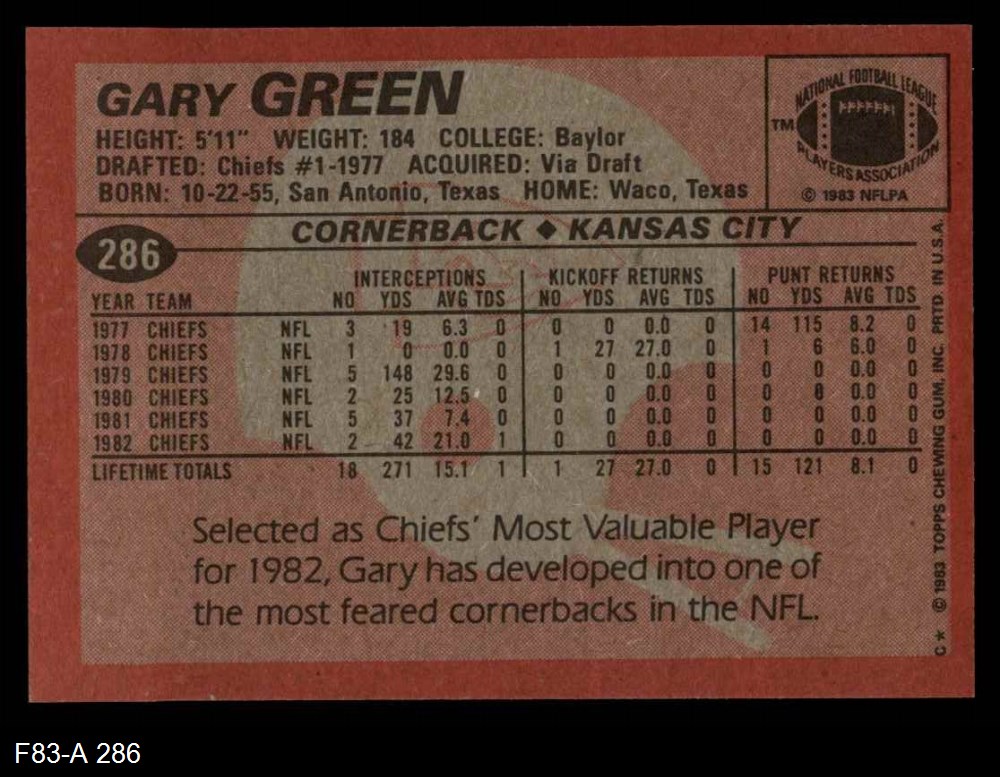 GARY GREEN
HEIGHT: 5'11" WEIGHT: 184 COLLEGE: Baylor
DRAFTED: Chiefs #1-1977 ACQUIRED: Via Draft
BORN: 10-22-55, San Antonio, Texas HOME: Waco, Texas
NATIONAL FOOTBALL LEAGUE
TM
PLAYERS ASSOCIATION
© 1983 NFLPA
286
CORNERBACK ◆ KANSAS CITY
INTERCEPTIONS KICKOFF RETURNS PUNT RETURNS
YEAR TEAM NO YDS AVG TDS NO YDS AVG TDS NO YDS AVG TDS
1977 CHIEFS NFL 3 19 6.3 0 0 0 0.0 0 14 115 8.2 0
1978 CHIEFS NFL 1 0 0.0 0 1 27 27.0 0 1 6 6.0 0
1979 CHIEFS NFL 5 148 29.6 0 0 0 0.0 0 0 0 0.0 0
1980 CHIEFS NFL 2 25 12.5 0 0 0 0.0 0 0 0 0.0 0
1981 CHIEFS NFL 5 37 7.4 0 0 0 0.0 0 0 0 0.0 0
1982 CHIEFS NFL 2 42 21.0 1 0 0 0.0 0 0 0 0.0 0
LIFETIME TOTALS 18 271 15.1 1 1 27 27.0 0 15 121 8.1 0
Selected as Chiefs' Most Valuable Player
for 1982, Gary has developed into one of
the most feared cornerbacks in the NFL.
C * © 1983 TOPPS CHEWING GUM, INC. PRTD. IN U.S.A.
F83-A 286